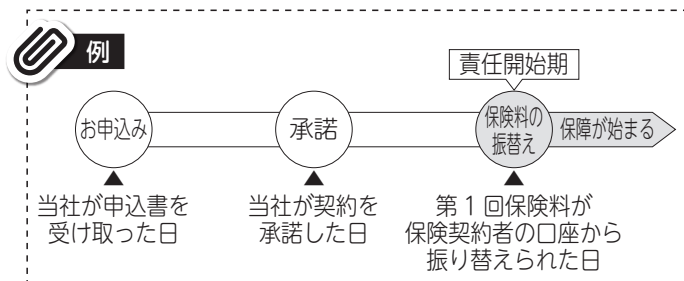 例
責任開始期
お申込み
承諾
保険料の
振替え
保障が始まる
当社が申込書を
受け取った日
当社が契約を
承諾した日
第1回保険料が
保険契約者の口座から
振り替えられた日